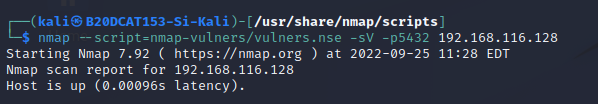 ┌──(kali㉿B20DCAT153-Si-Kali)-[/usr/share/nmap/scripts]
└─$ nmap --script=nmap-vulners/vulners.nse -sV -p5432 192.168.116.128
Starting Nmap 7.92 ( https://nmap.org ) at 2022-09-25 11:28 EDT
Nmap scan report for 192.168.116.128
Host is up (0.00096s latency).